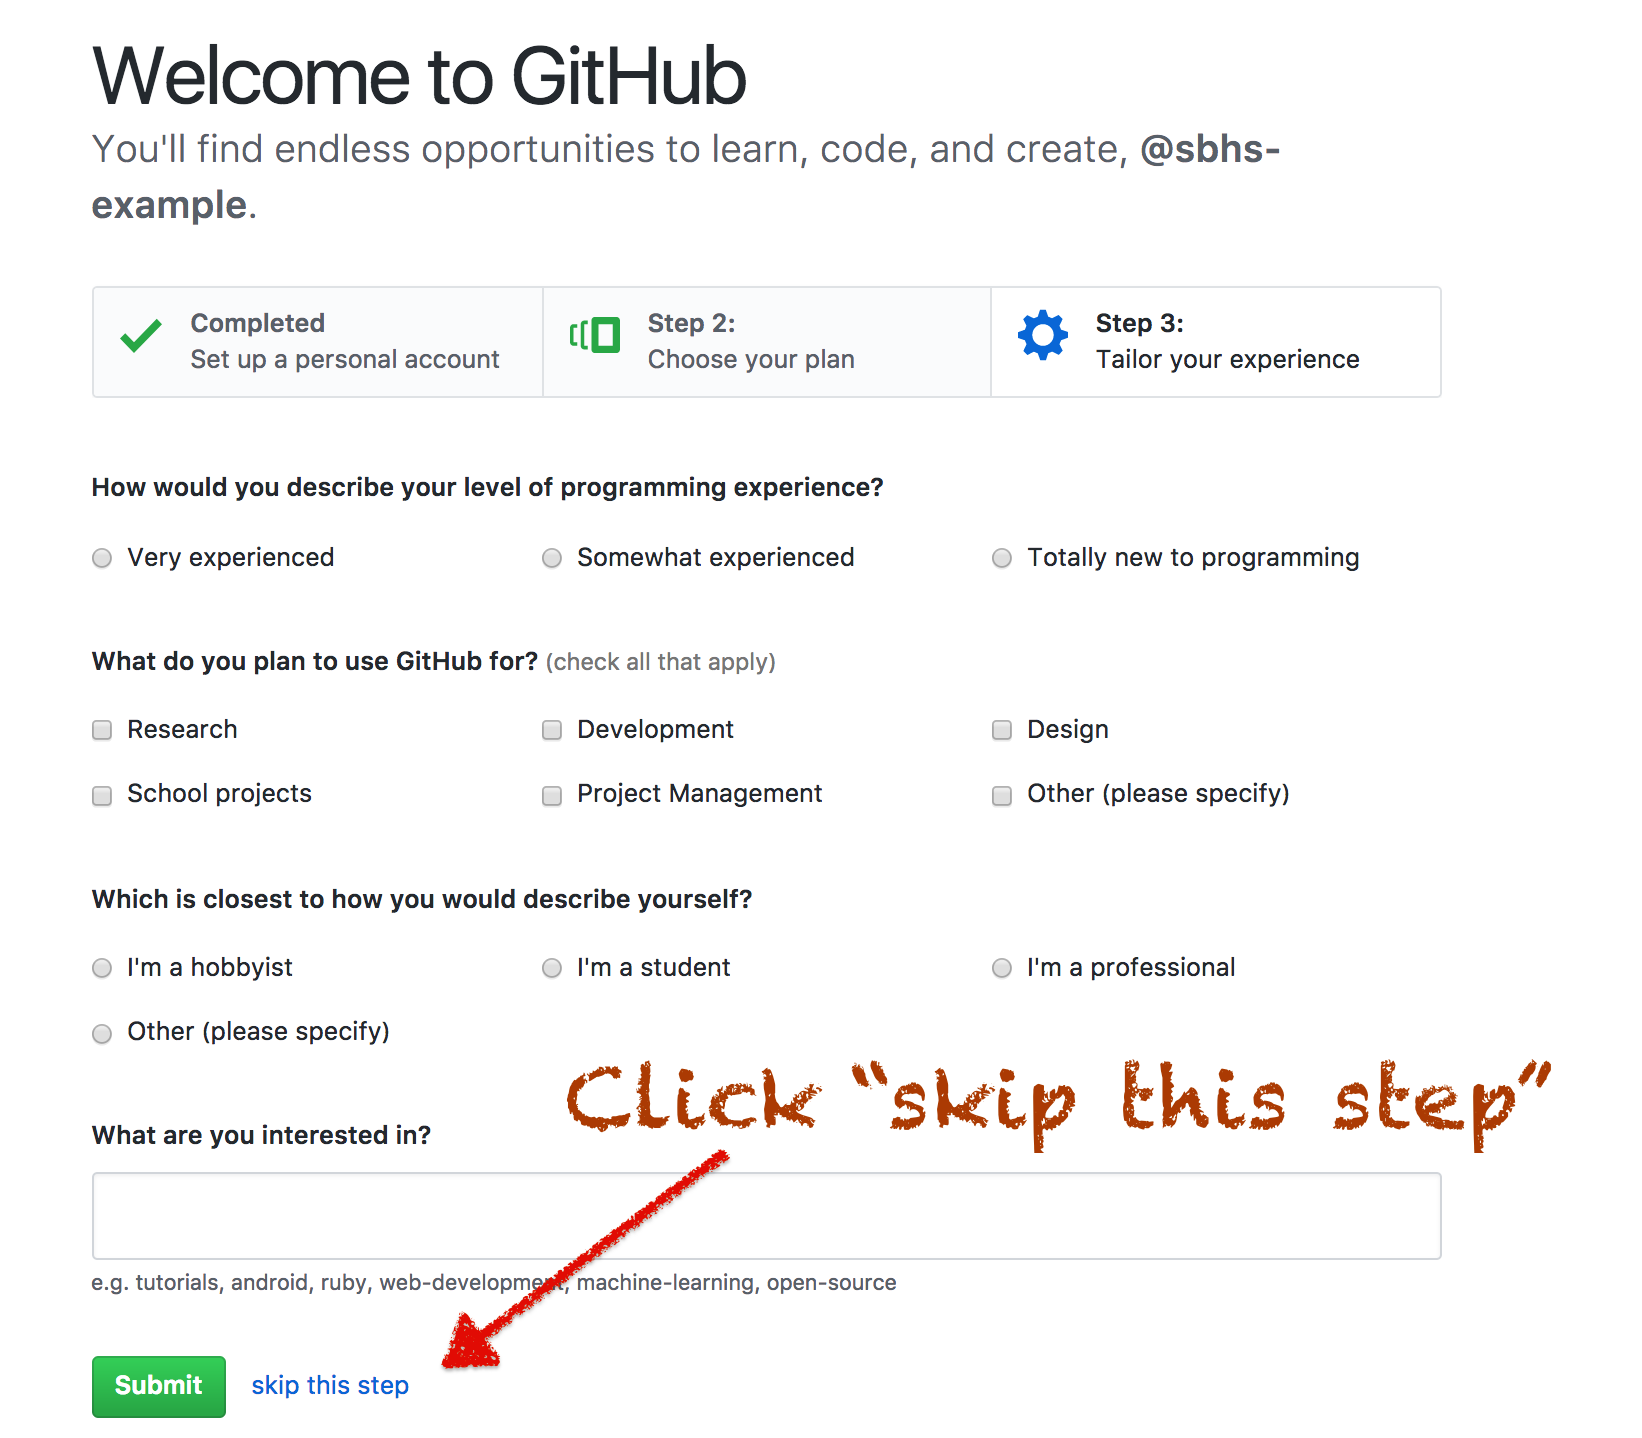 Welcome to GitHub
You'll find endless opportunities to learn, code, and create, @sbhs-
example.
Completed
Set up a personal account
Step 2:
Choose your plan
Step 3:
Tailor your experience
How would you describe your level of programming experience?
Very experienced
Somewhat experienced
Totally new to programming
What do you plan to use GitHub for? (check all that apply)
Research
Development
Design
School projects
Project Management
Other (please specify)
Which is closest to how you would describe yourself?
I'm a hobbyist
I'm a student
I'm a professional
Other (please specify)
Click “skip this step”
What are you interested in?
e.g. tutorials, android, ruby, web-development, machine-learning, open-source
Submit
skip this step